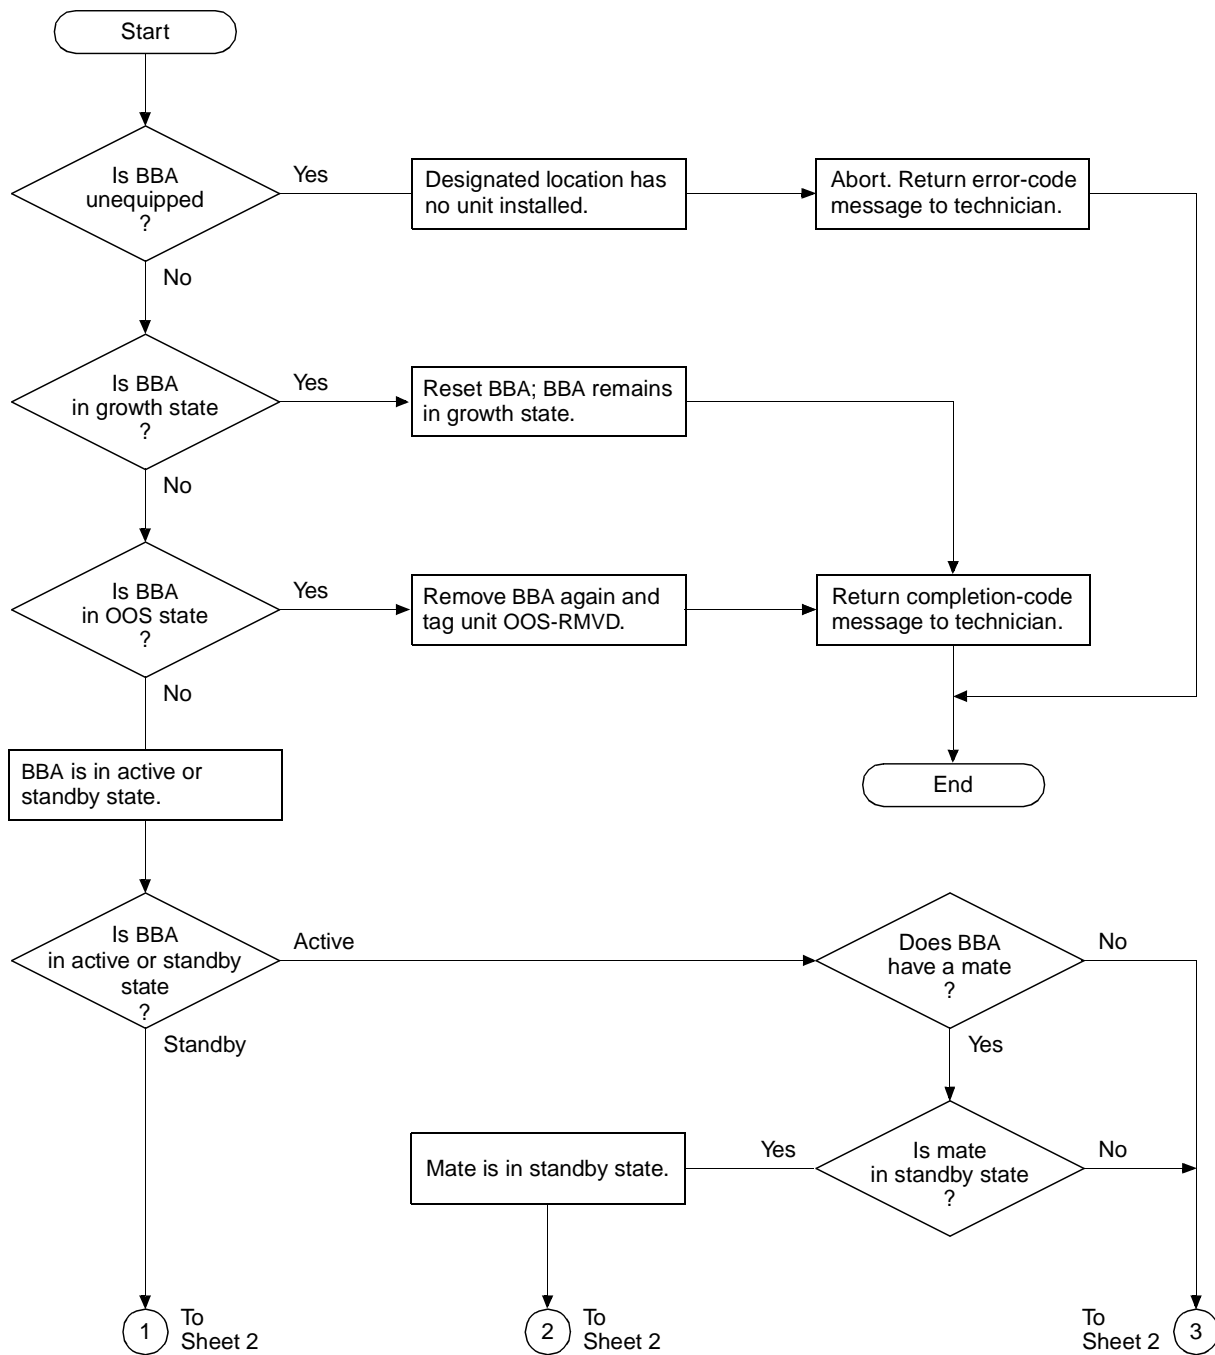 Start
Is BBA
unequipped
?
Yes
Designated location has
no unit installed.
Abort. Return error-code
message to technician.
No
Is BBA
in growth state
?
Yes
Reset BBA; BBA remains
in growth state.
No
Is BBA
in OOS state
?
Yes
Remove BBA again and
tag unit OOS-RMVD.
Return completion-code
message to technician.
No
BBA is in active or
standby state.
End
Is BBA
in active or standby
state
?
Active
Does BBA
have a mate
?
No
Standby
Yes
Mate is in standby state.
Yes
Is mate
in standby state
?
No
1
To
Sheet 2
2
To
Sheet 2
To
Sheet 2
3